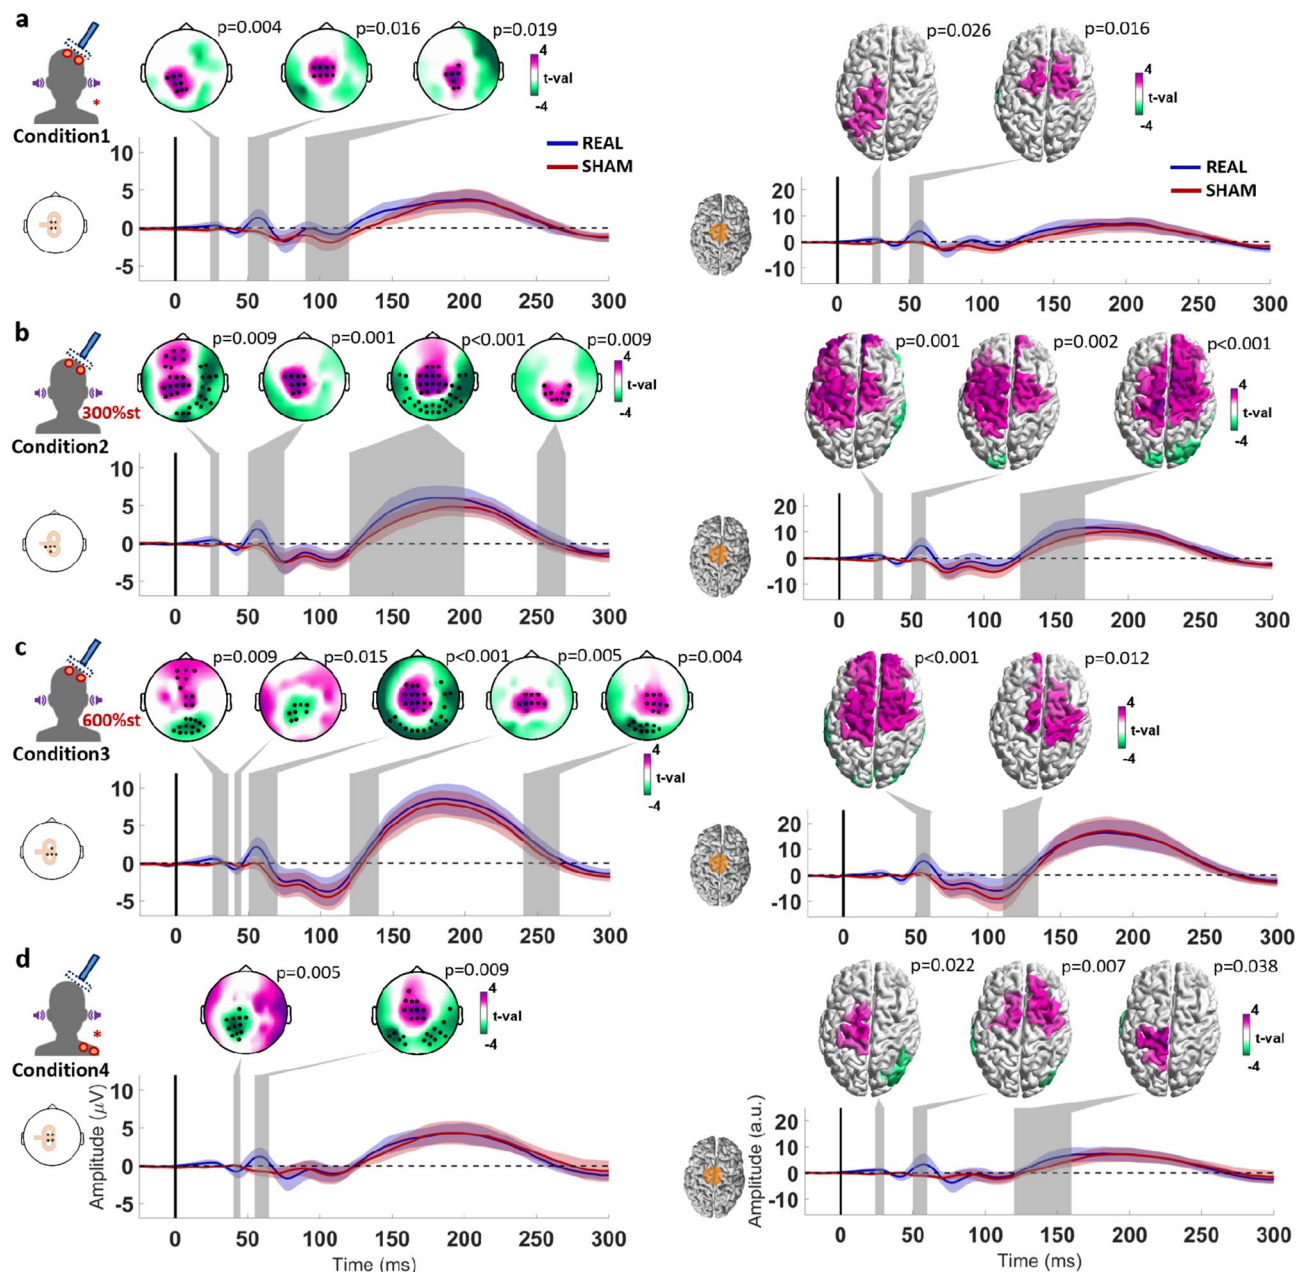 a
p=0.004
p=0.016
p=0.019
4
t-val
-4
*
Condition1
REAL
SHAM
10
5
0
-5
0 50 100 150 200 250 300
p=0.026
p=0.016
4
t-val
-4
REAL
SHAM
20
10
0
-10
0 50 100 150 200 250 300
b
p=0.009
p=0.001
p<0.001
p=0.009
4
t-val
-4
300%st
Condition2
10
5
0
-5
0 50 100 150 200 250 300
p=0.001
p=0.002
p<0.001
4
t-val
-4
20
10
0
-10
0 50 100 150 200 250 300
c
p=0.009
p=0.015
p<0.001
p=0.005
p=0.004
600%st
Condition3
4
t-val
-4
10
5
0
-5
0 50 100 150 200 250 300
p<0.001
p=0.012
4
t-val
-4
20
10
0
-10
0 50 100 150 200 250 300
d
p=0.005
p=0.009
4
t-val
-4
*
Condition4
Amplitude (μV)
10
5
0
-5
0 50 100 150 200 250 300
Time (ms)
p=0.022
p=0.007
p=0.038
4
t-val
-4
Amplitude (a.u.)
20
10
0
-10
0 50 100 150 200 250 300
Time (ms)